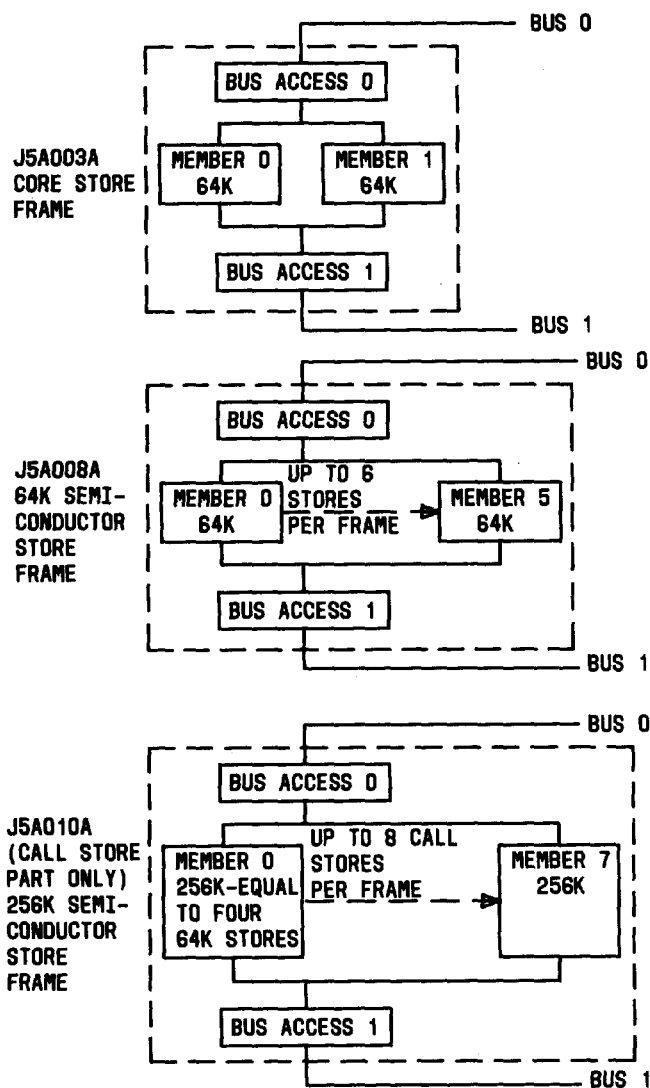 BUS 0
BUS ACCESS 0
J5A003A
CORE STORE
FRAME
MEMBER 0
64K
MEMBER 1
64K
BUS ACCESS 1
BUS 1
BUS 0
BUS ACCESS 0
J5A008A
64K SEMI-
CONDUCTOR
STORE
FRAME
MEMBER 0
64K
UP TO 6
STORES
PER FRAME
MEMBER 5
64K
BUS ACCESS 1
BUS 1
BUS 0
BUS ACCESS 0
J5A010A
(CALL STORE
PART ONLY)
256K SEMI-
CONDUCTOR
STORE
FRAME
MEMBER 0
256K-EQUAL
TO FOUR
64K STORES
UP TO 8 CALL
STORES
PER FRAME
MEMBER 7
256K
BUS ACCESS 1
BUS 1